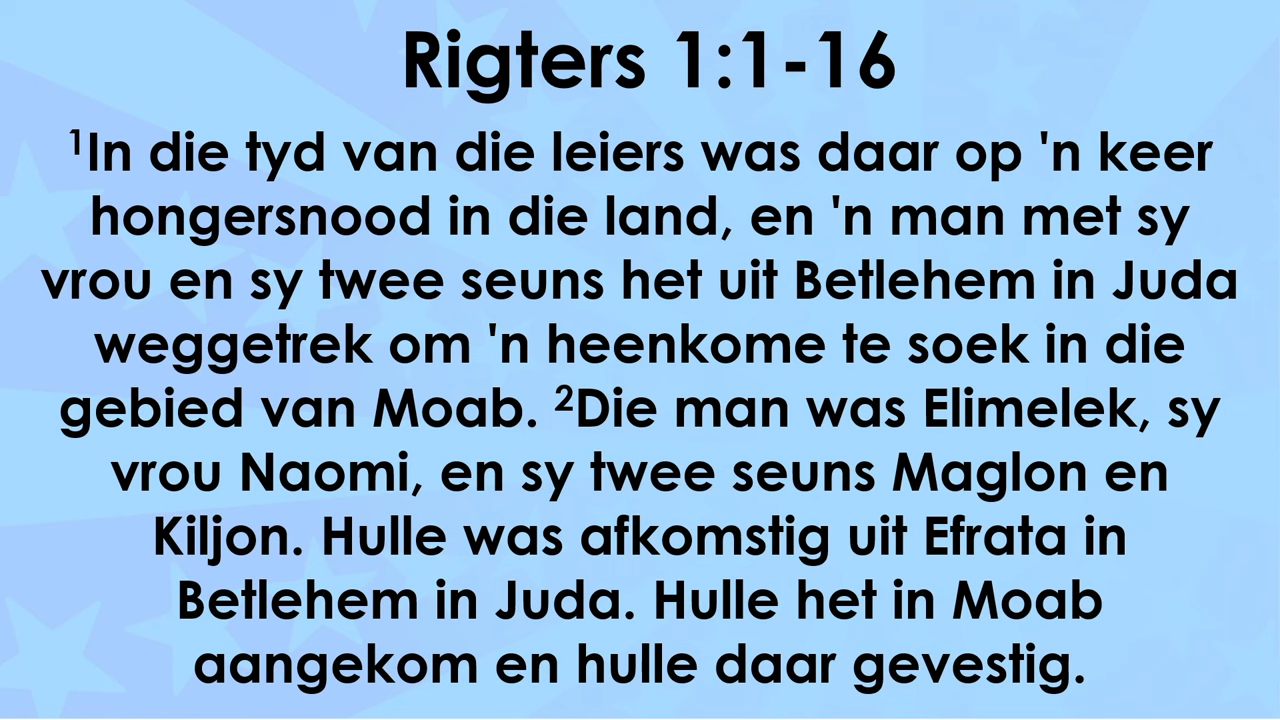 Rigters 1:1-16
¹In die tyd van die leiers was daar op 'n keer
hongersnood in die land, en 'n man met sy
vrou en sy twee seuns het uit Betlehem in Juda
weggetrek om 'n heenkome te soek in die
gebied van Moab. ²Die man was Elimelek, sy
vrou Naomi, en sy twee seuns Maglon en
Kiljon. Hulle was afkomstig uit Efrata in
Betlehem in Juda. Hulle het in Moab
aangekom en hulle daar gevestig.